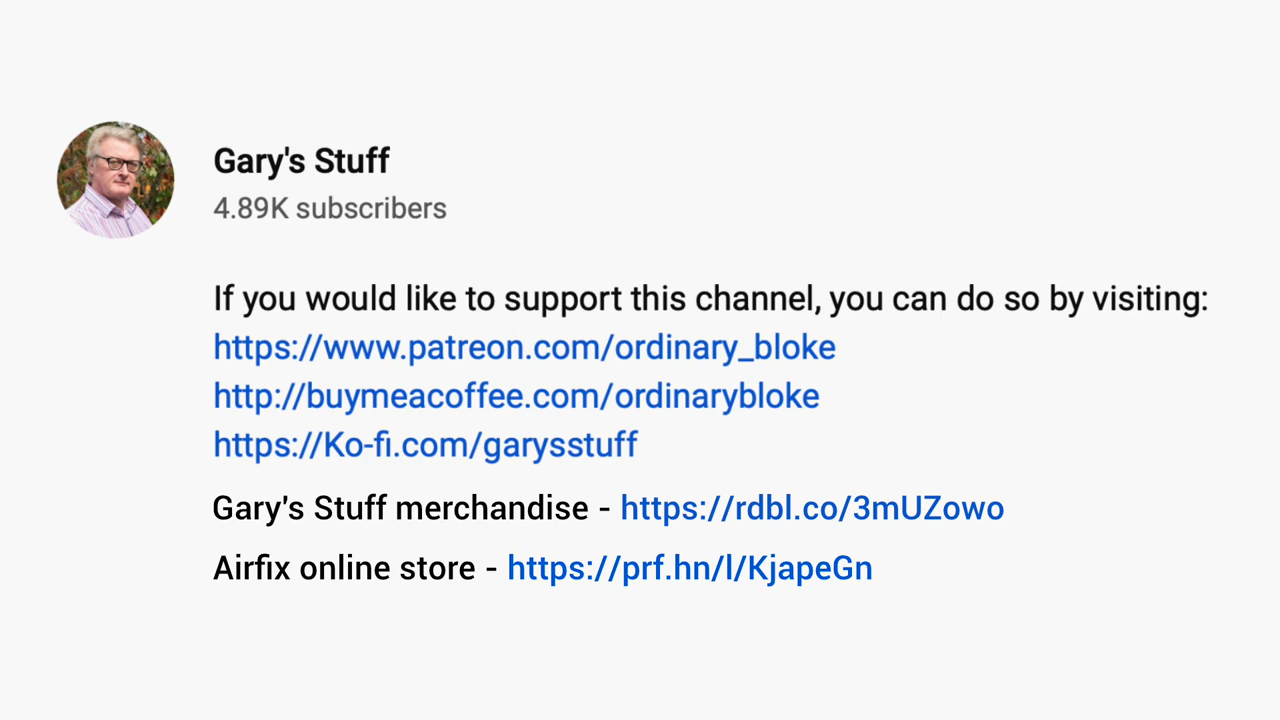 Gary's Stuff
4.89K subscribers
If you would like to support this channel, you can do so by visiting:
https://www.patreon.com/ordinary_bloke
http://buymeacoffee.com/ordinarybloke
https://Ko-fi.com/garysstuff
Gary's Stuff merchandise - https://rdbl.co/3mUZowo
Airfix online store - https://prf.hn/l/KjapeGn